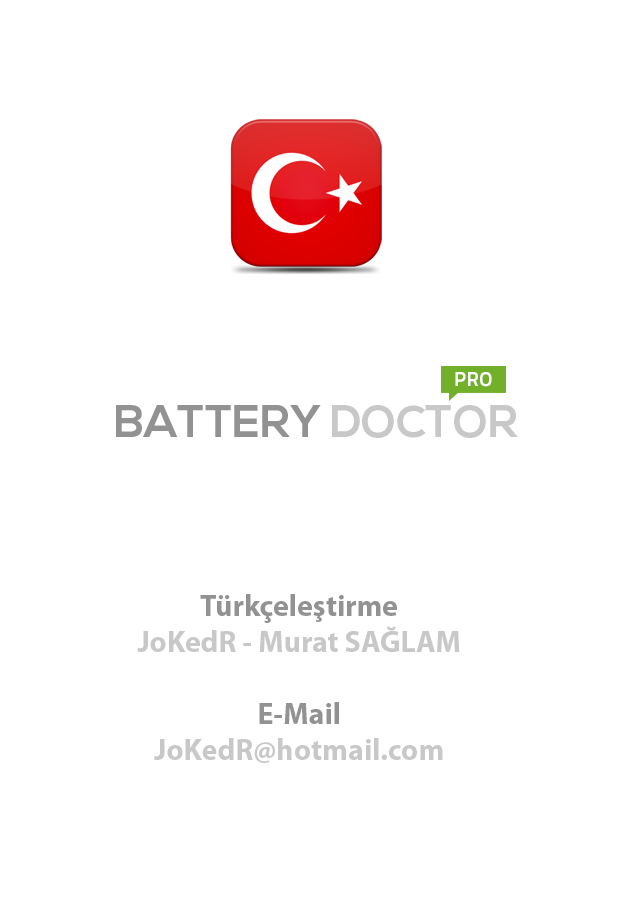 PRO
BATTERY DOCTOR
Türkçeleştirme
JoKedR - Murat SAĞLAM
E-Mail
JoKedR@hotmail.com